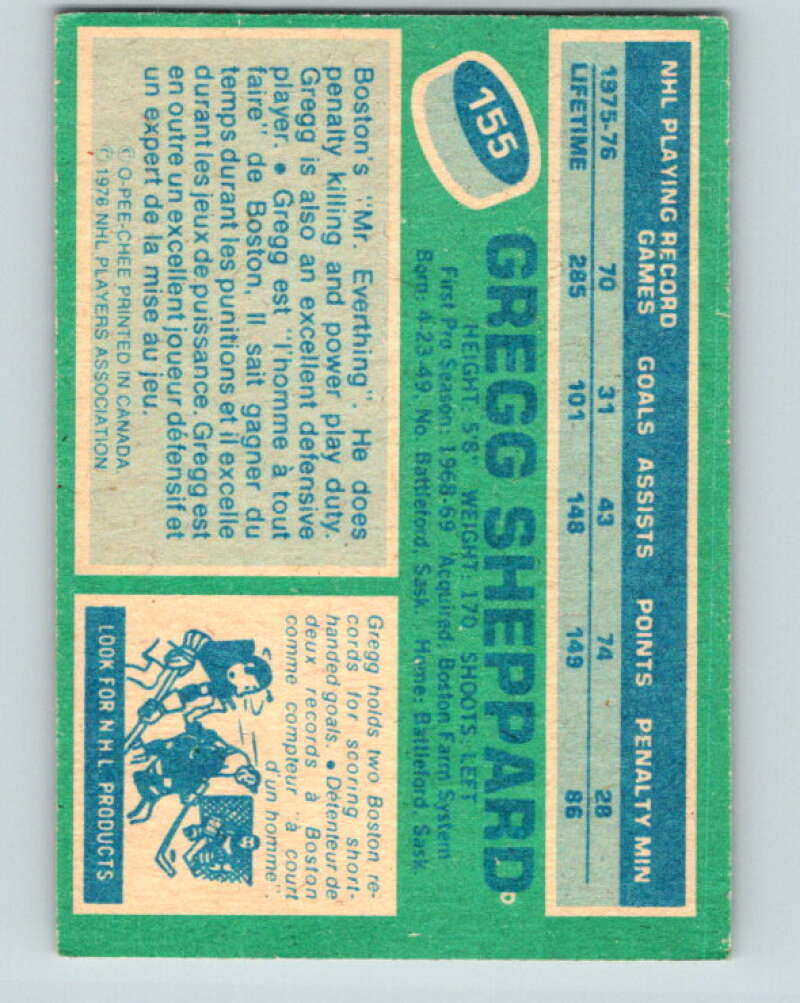 NHL PLAYING RECORD
GAMES GOALS ASSISTS POINTS PENALTY MIN
1975-76 70 31 43 74 28
LIFETIME 285 101 148 149 86
155
GREGG SHEPPARD
HEIGHT: 5'8" WEIGHT: 170 SHOOTS: LEFT
First Pro Season: 1968-69 Acquired: Boston Farm System
Born: 4-23-49, No. Battleford, Sask. Home: Battleford, Sask.
Boston's "Mr. Everthing". He does
penalty killing and power play duty.
Gregg is also an excellent defensive
player. • Gregg est "l'homme à tout
faire" de Boston. Il sait gagner du
temps durant les punitions et il excelle
durant les jeux de puissance. Gregg est
en outre un excellent joueur défensif et
un expert de la mise au jeu.
© O-PEE-CHEE PRINTED IN CANADA
© 1976 NHL PLAYERS ASSOCIATION
Gregg holds two Boston re-
cords for scoring short-
handed goals. • Détenteur de
deux records à Boston
comme compteur "à court
d'un homme".
LOOK FOR N.H.L. PRODUCTS